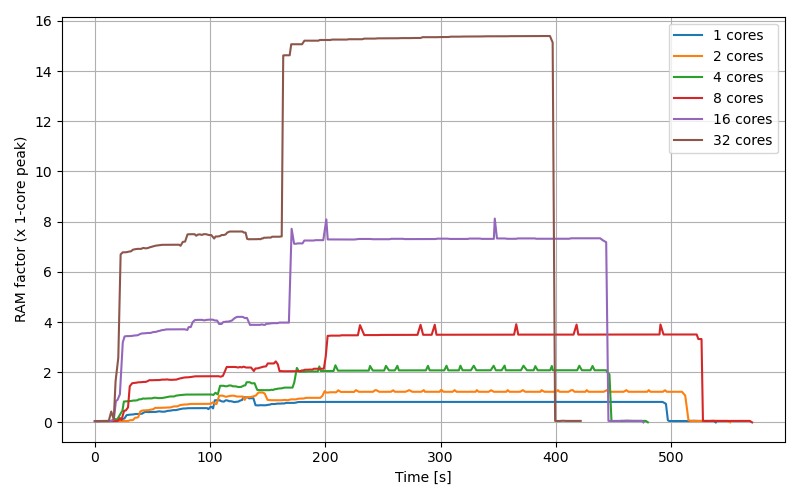 16
14
12
10
8
6
4
2
0
RAM factor (x 1-core peak)
1 cores
2 cores
4 cores
8 cores
16 cores
32 cores
0 100 200 300 400 500
Time [s]